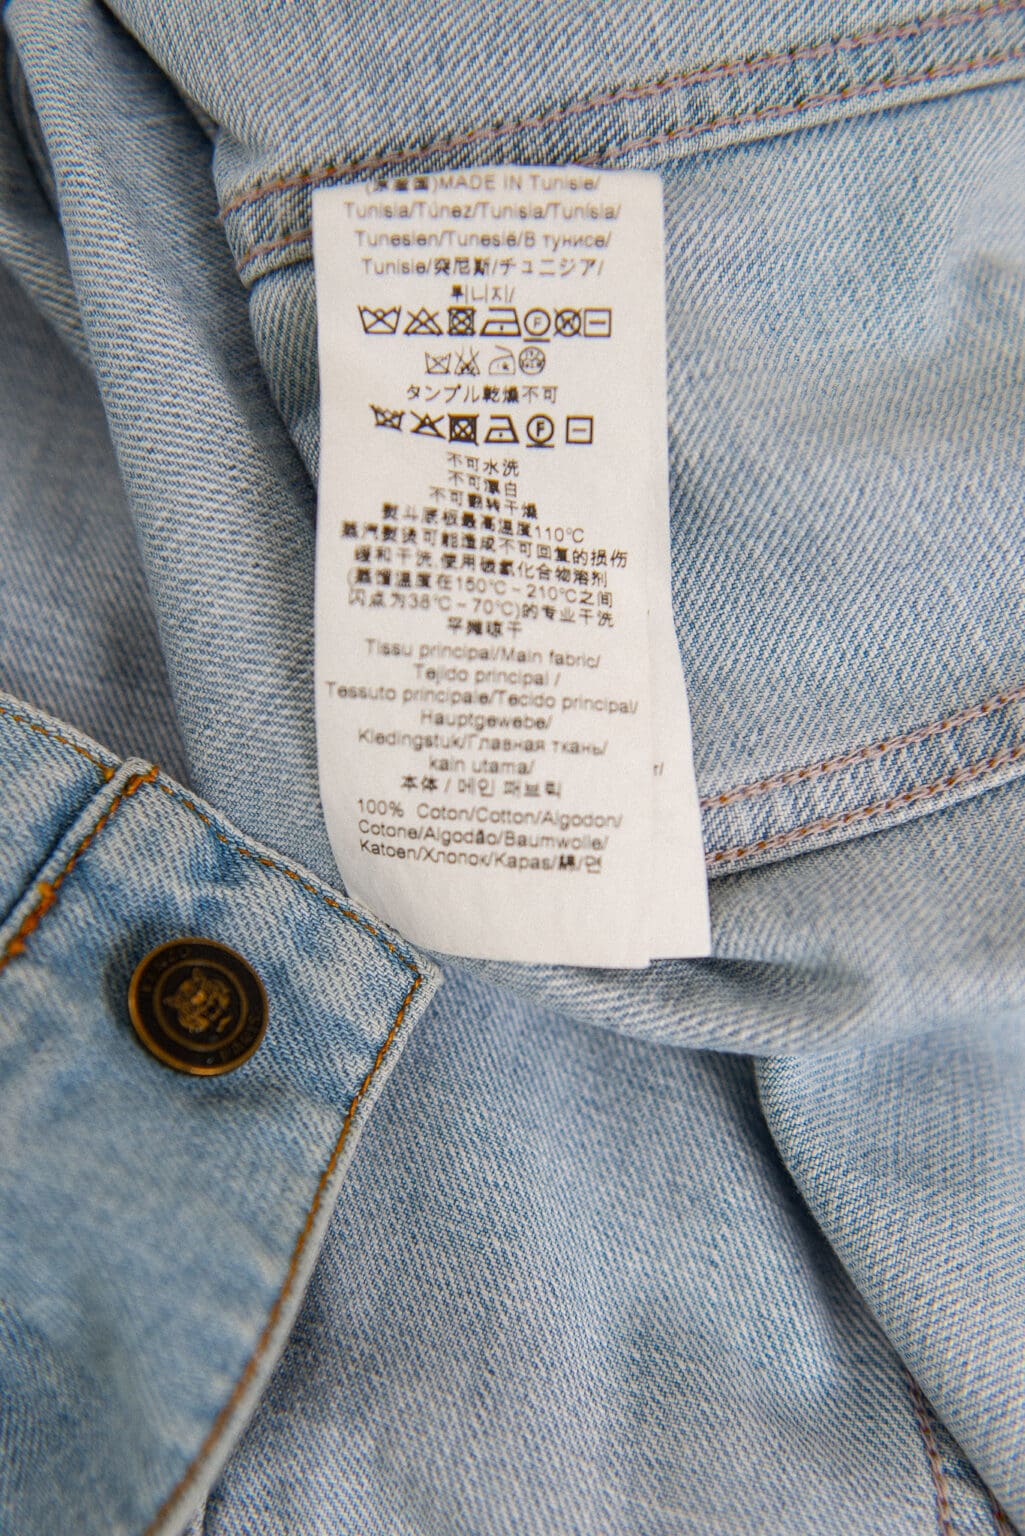 (原產國)MADE IN Tunisie/
Tunisia/Túnez/Tunisia/Tunísia/
Tunesien/Tunesië/В тунисе/
Tunisie/突尼斯/チュニジア/
튀니지/
F W
タンブル乾燥不可
F
不可水洗
不可漂白
不可翻转干燥
熨斗底板最高温度110℃
蒸汽熨烫可能造成不可回复的损伤
缓和干洗,使用碳氢化合物溶剂
(蒸馏温度在150℃-210℃之间
闪点为38℃-70℃)的专业干洗
平摊晾干
Tissu principal/Main fabric/
Tejido principal /
Tessuto principale/Tecido principal/
Hauptgewebe/
Kledingstuk/Главная ткань/
kain utama/
本体 / 메인 패브릭
100% Coton/Cotton/Algodon/
Cotone/Algodão/Baumwolle/
Katoen/Хлопок/Kapas/綿/면